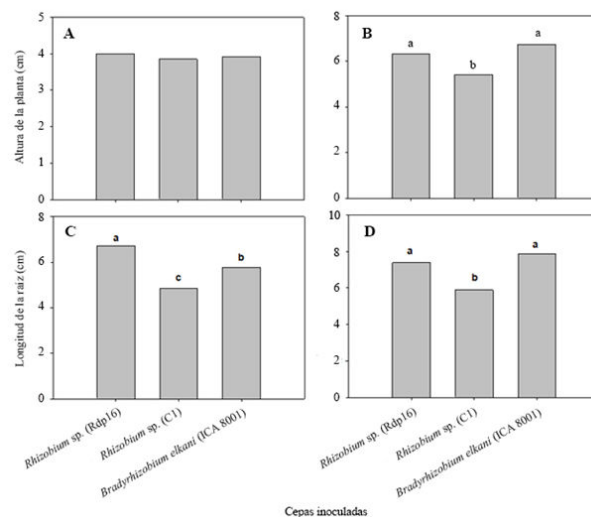 A
Altura de la planta (cm)
5
4
3
2
1
0
B
8
6
4
2
0
a
b
a
C
Longitud de la raíz (cm)
8
6
4
2
0
a
c
b
D
10
8
6
4
2
0
a
b
a
Rhizobium sp. (Rdp16)
Rhizobium sp. (C1)
Bradyrhizobium elkani (ICA 8001)
Rhizobium sp. (Rdp16)
Rhizobium sp. (C1)
Bradyrhizobium elkani (ICA 8001)
Cepas inoculadas